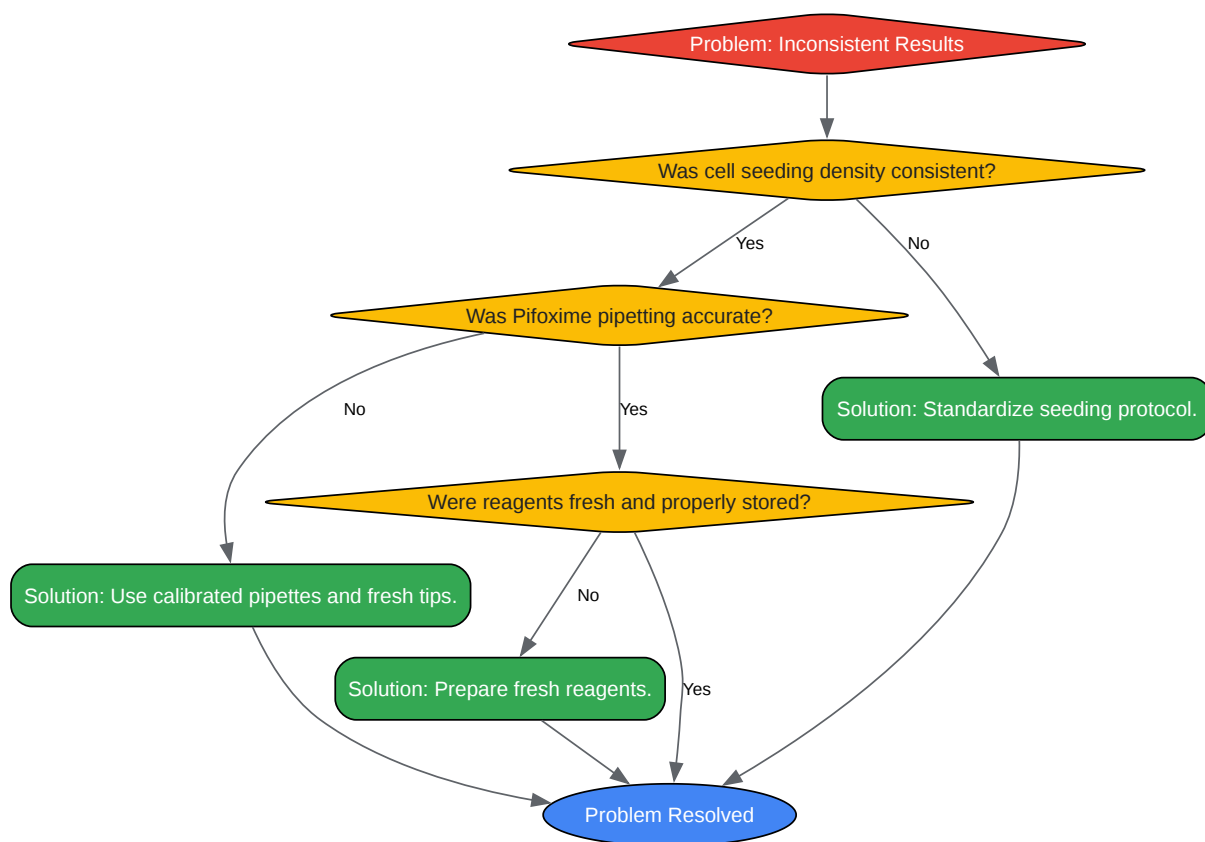 Problem: Inconsistent Results
Was cell seeding density consistent?
Yes
No
Was Pifoxime pipetting accurate?
No
Yes
Solution: Standardize seeding protocol.
Were reagents fresh and properly stored?
Solution: Use calibrated pipettes and fresh tips.
No
Solution: Prepare fresh reagents.
Yes
Problem Resolved